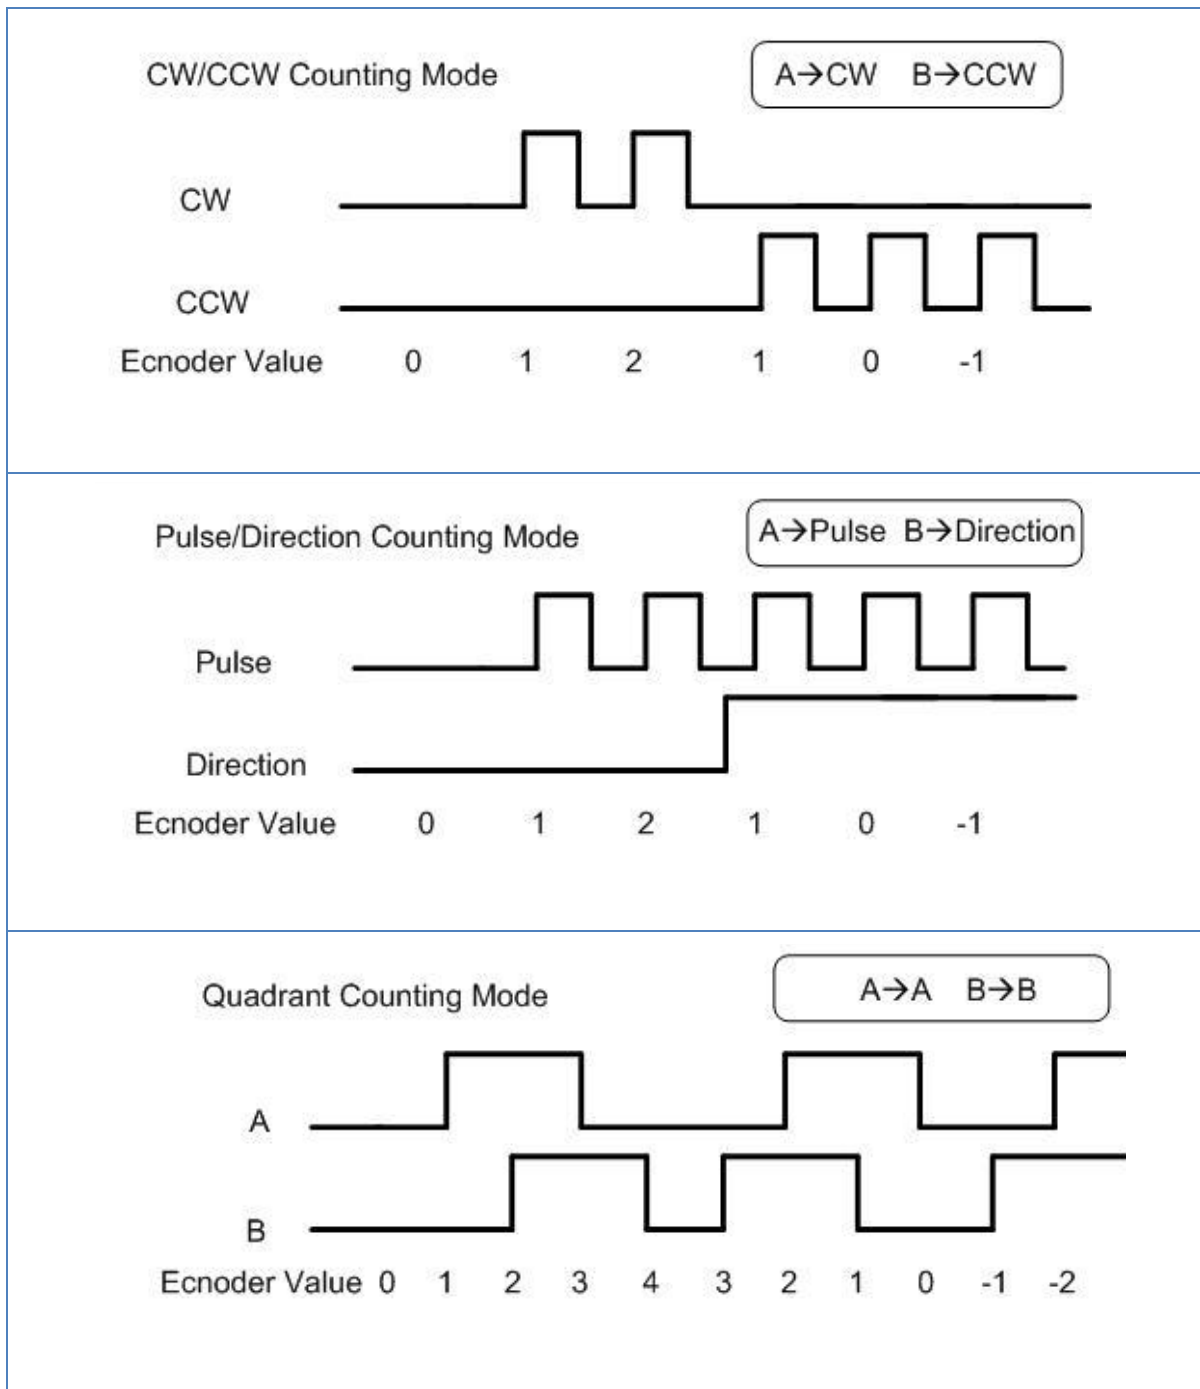 CW/CCW Counting Mode
A→CW B→CCW
CW
CCW
Ecnoder Value 0 1 2 1 0 -1
Pulse/Direction Counting Mode
A→Pulse B→Direction
Pulse
Direction
Ecnoder Value 0 1 2 1 0 -1
Quadrant Counting Mode
A→A B→B
A
B
Ecnoder Value 0 1 2 3 4 3 2 1 0 -1 -2